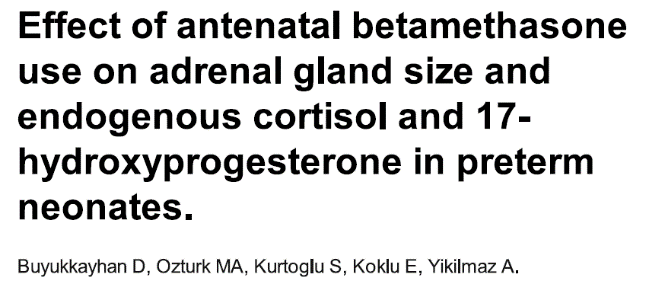 Effect of antenatal betamethasone
use on adrenal gland size and
endogenous cortisol and 17-
hydroxyprogesterone in preterm
neonates.
Buyukkayhan D, Ozturk MA, Kurtoglu S, Koklu E, Yikilmaz A.